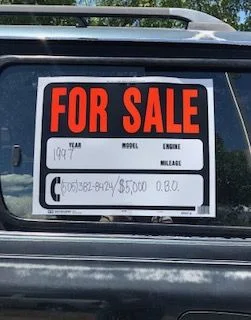 FOR SALE
YEAR MODEL ENGINE
1997
MILEAGE
(505)382-8424/$5,000 O.B.O.